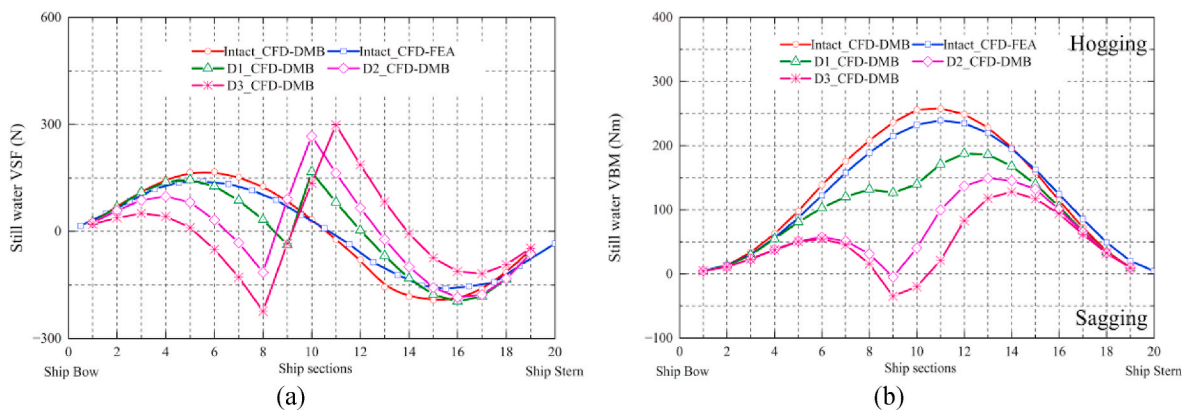 600
300
0
−300
Still water VSF (N)
Intact_CFD-DMB Intact_CFD-FEA
D1_CFD-DMB D2_CFD-DMB
D3_CFD-DMB
0 2 4 6 8 10 12 14 16 18 20
Ship Bow Ship sections Ship Stern
(a)
400
300
200
100
0
−100
Still water VBM (Nm)
Hogging
Intact_CFD-DMB Intact_CFD-FEA
D1_CFD-DMB D2_CFD-DMB
D3_CFD-DMB
Sagging
0 2 4 6 8 10 12 14 16 18 20
Ship Bow Ship sections Ship Stern
(b)